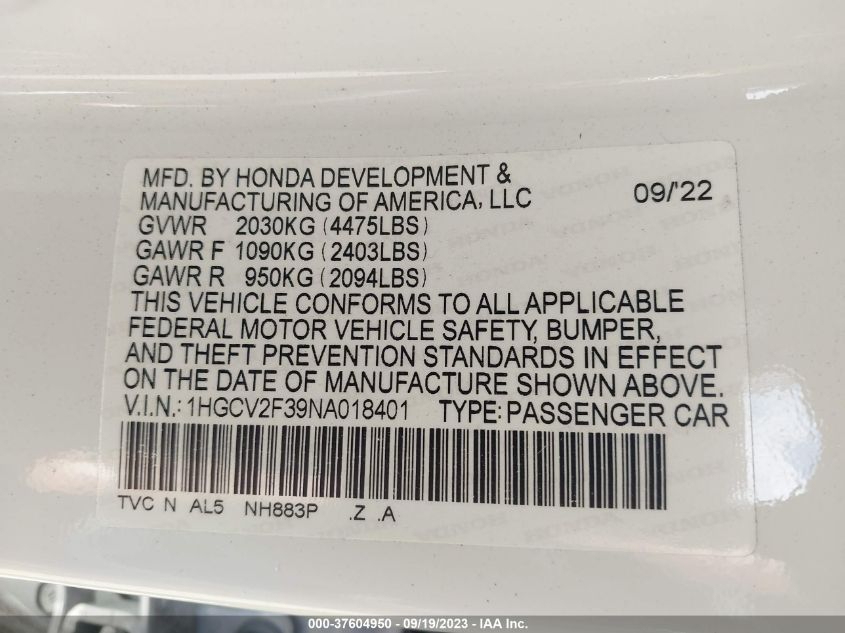 MFD. BY HONDA DEVELOPMENT &
MANUFACTURING OF AMERICA, LLC 09/'22
GVWR 2030KG (4475LBS)
GAWR F 1090KG (2403LBS)
GAWR R 950KG (2094LBS)
THIS VEHICLE CONFORMS TO ALL APPLICABLE
FEDERAL MOTOR VEHICLE SAFETY, BUMPER,
AND THEFT PREVENTION STANDARDS IN EFFECT
ON THE DATE OF MANUFACTURE SHOWN ABOVE.
V.I.N.: 1HGCV2F39NA018401 TYPE: PASSENGER CAR
TVC N AL5 NH883P .Z .A
000-37604950 - 09/19/2023 - IAA Inc.